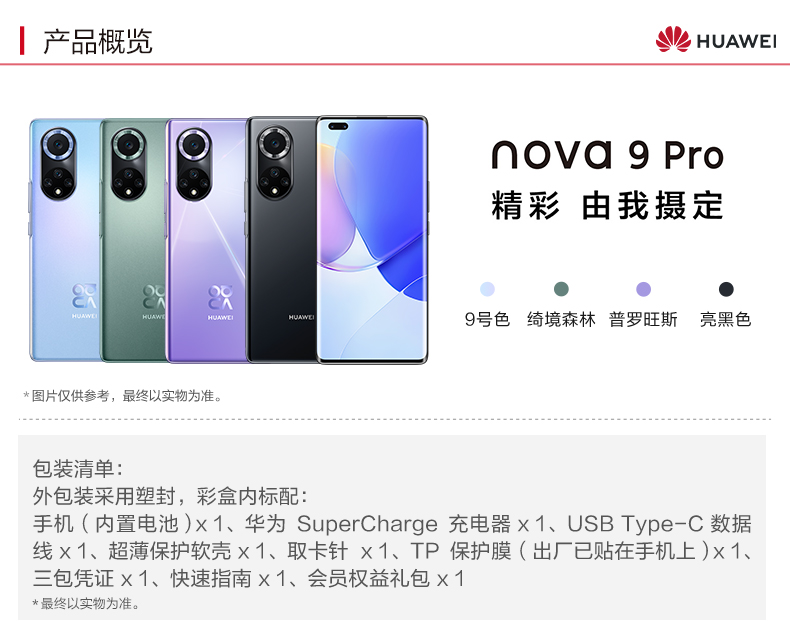 产品概览
HUAWEI
nova 9 Pro
精彩 由我摄定
9号色 绮境森林 普罗旺斯 亮黑色
HUAWEI HUAWEI HUAWEI HUAWEI
*图片仅供参考，最终以实物为准。
包装清单：
外包装采用塑封，彩盒内标配：
手机（内置电池）x 1、华为 SuperCharge 充电器 x 1、USB Type-C 数据
线 x 1、超薄保护软壳 x 1、取卡针 x 1、TP 保护膜（出厂已贴在手机上）x 1、
三包凭证 x 1、快速指南 x 1、会员权益礼包 x 1
*最终以实物为准。